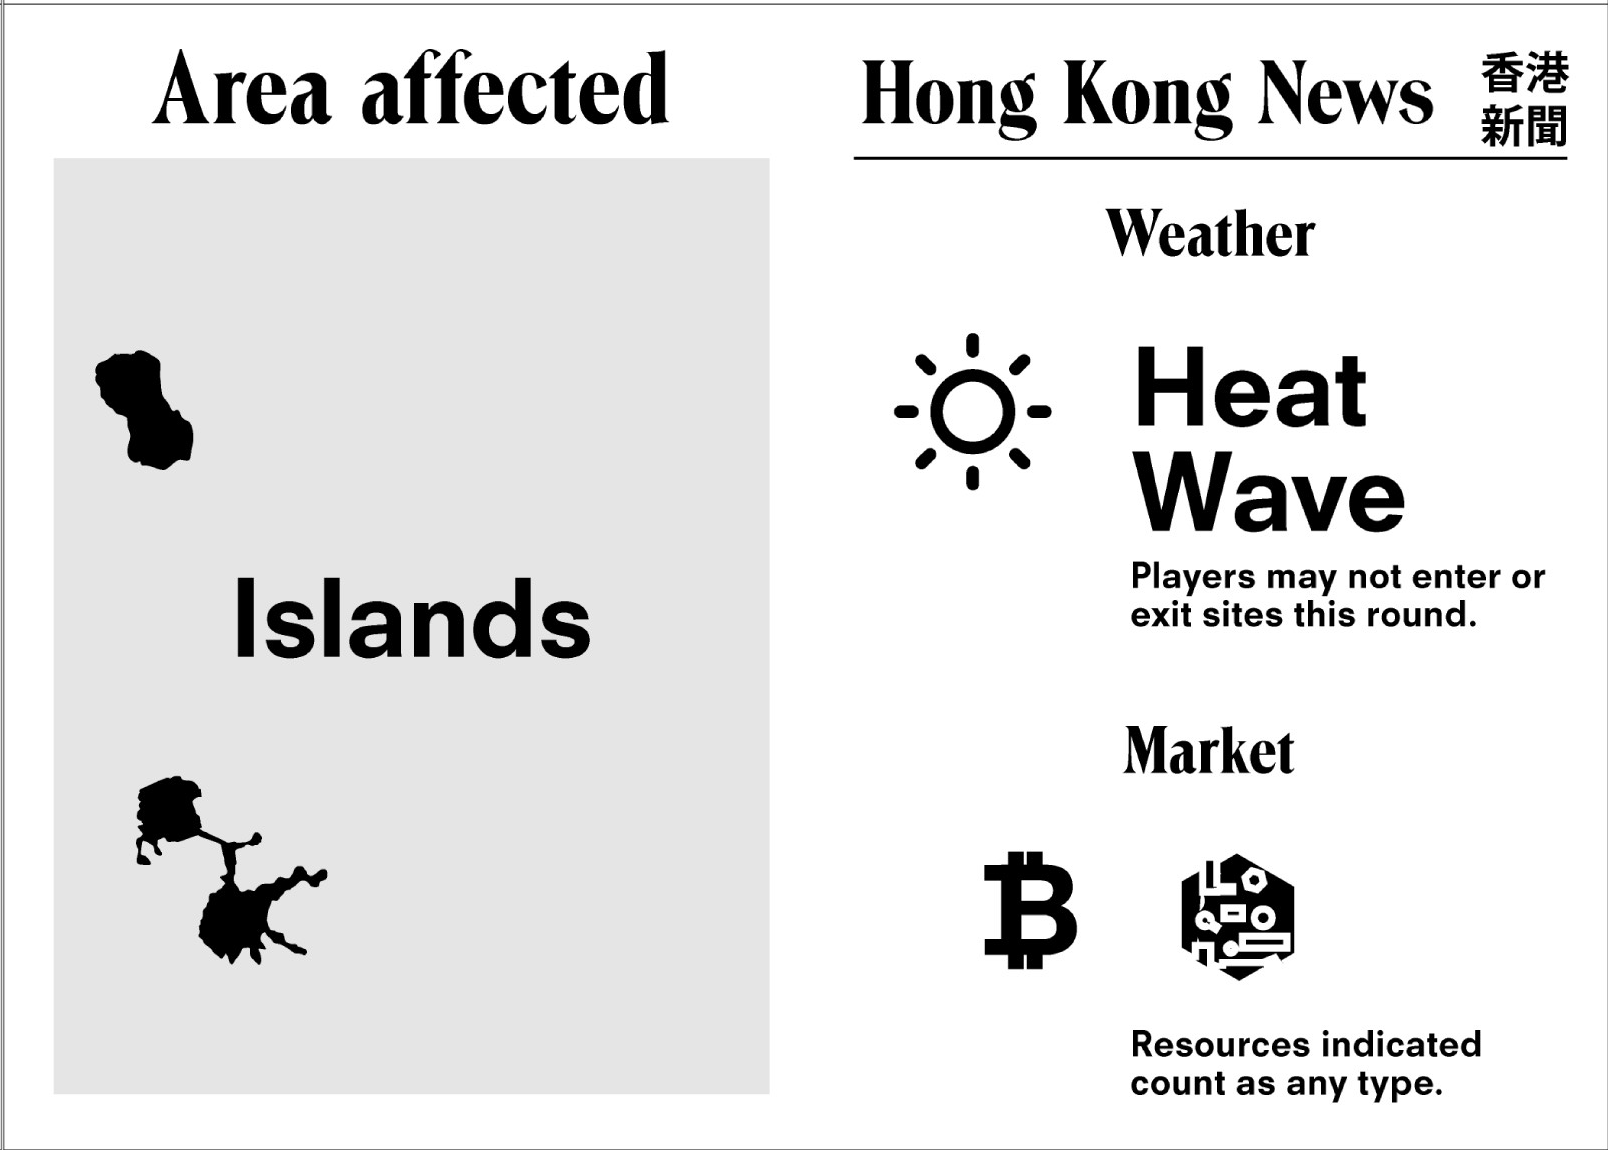 Area affected
Islands
Hong Kong News
香港
新聞
Weather
Heat
Wave
Players may not enter or
exit sites this round.
Market
Resources indicated
count as any type.